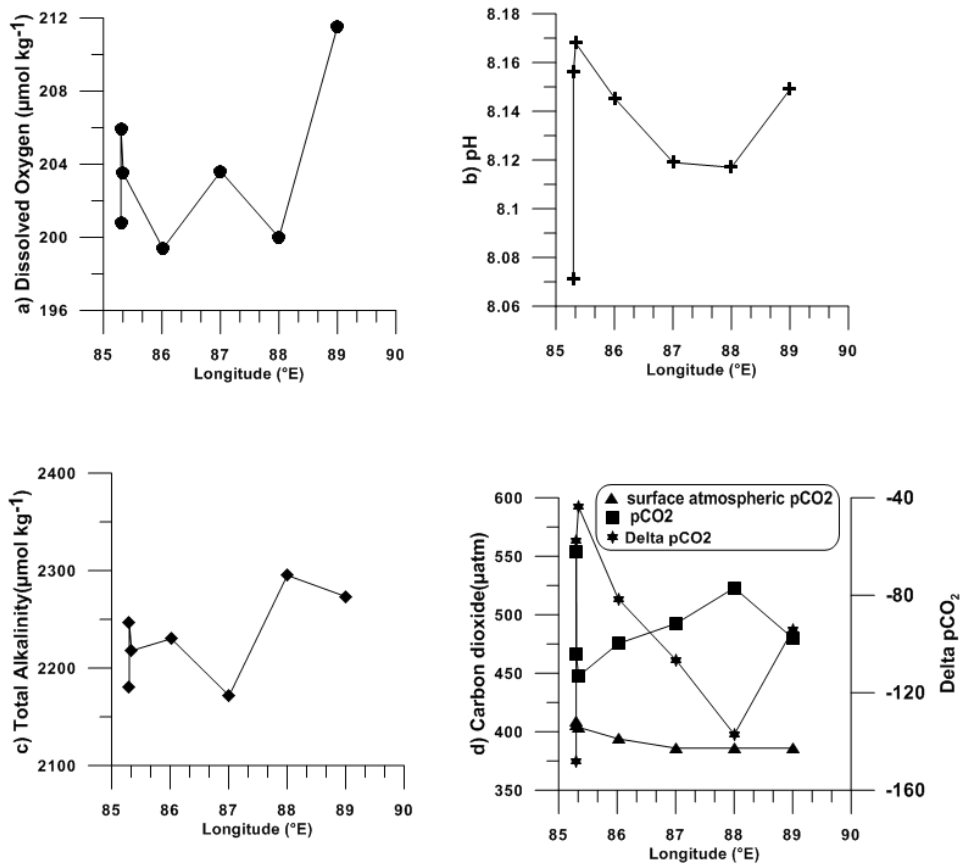 a) Dissolved Oxygen (µmol kg-1)
212
208
204
200
196
85 86 87 88 89 90
Longitude (°E)
b) pH
8.18
8.16
8.14
8.12
8.1
8.08
8.06
85 86 87 88 89 90
Longitude (°E)
c) Total Alkalinity(µmol kg-1)
2400
2300
2200
2100
85 86 87 88 89 90
Longitude (°E)
d) Carbon dioxide(µatm)
600
550
500
450
400
350
surface atmospheric pCO2
pCO2
Delta pCO2
-40
-80
-120
-160
Delta pCO2
85 86 87 88 89 90
Longitude (°E)